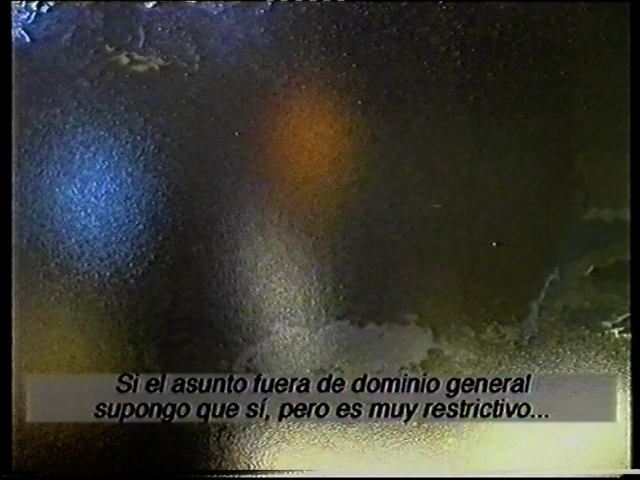 Si el asunto fuera de dominio general
supongo que sí, pero es muy restrictivo...